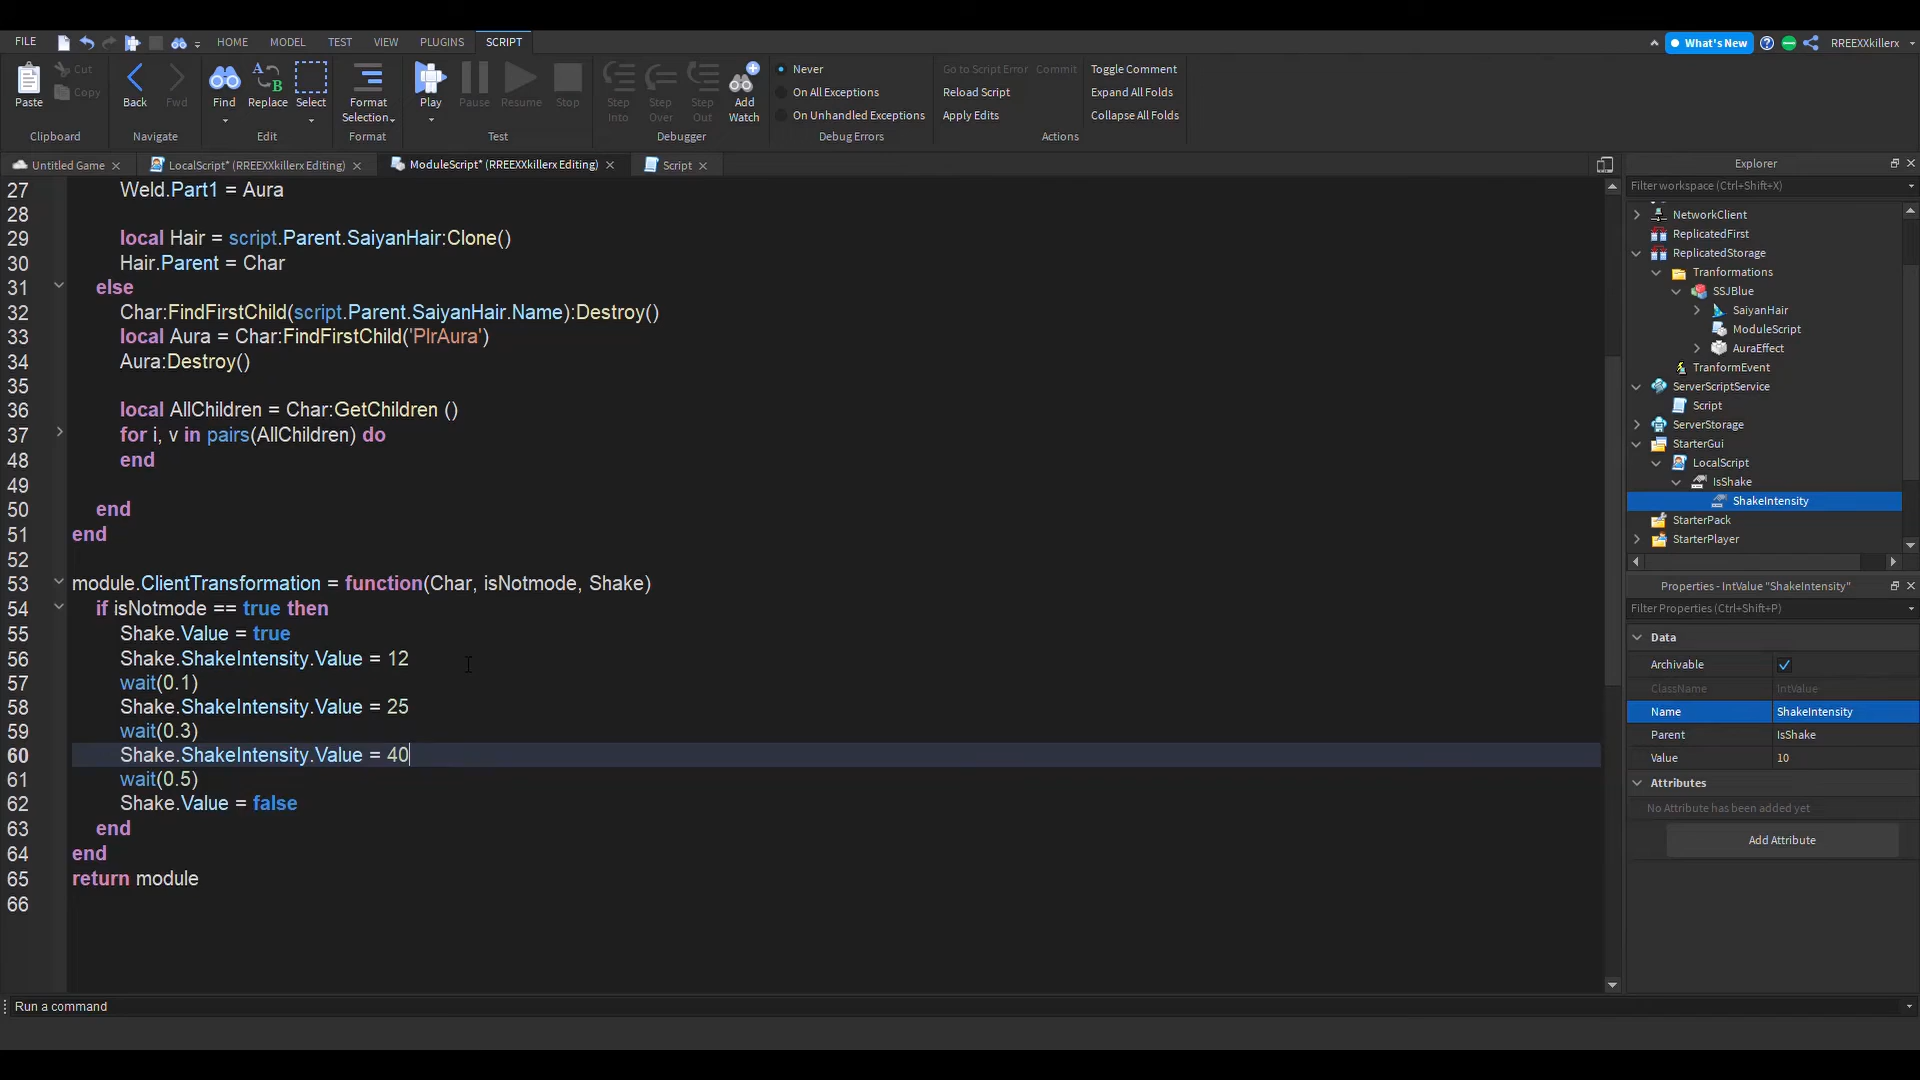 FILE HOME MODEL TEST VIEW PLUGINS SCRIPT What's New RREEXXkillerx
Paste Cut Copy Clipboard
Back Fwd Navigate
Find Replace Select Edit
Format Selection Format
Play Pause Resume Stop Test
Step Into Step Over Step Out Add Watch Debugger
Never
On All Exceptions
On Unhandled Exceptions
Debug Errors
Go to Script Error Commit Toggle Comment
Reload Script Expand All Folds
Apply Edits Collapse All Folds
Actions
Untitled Game LocalScript* (RREEXXkillerx Editing) ModuleScript* (RREEXXkillerx Editing) Script
27 Weld.Part1 = Aura
28
29 local Hair = script.Parent.SaiyanHair:Clone()
30 Hair.Parent = Char
31 else
32 Char:FindFirstChild(script.Parent.SaiyanHair.Name):Destroy()
33 local Aura = Char:FindFirstChild('PlrAura')
34 Aura:Destroy()
35
36 local AllChildren = Char:GetChildren ()
37 for i, v in pairs(AllChildren) do
48 end
49
50 end
51 end
52
53 module.ClientTransformation = function(Char, isNotmode, Shake)
54 if isNotmode == true then
55 Shake.Value = true
56 Shake.ShakeIntensity.Value = 12
57 wait(0.1)
58 Shake.ShakeIntensity.Value = 25
59 wait(0.3)
60 Shake.ShakeIntensity.Value = 40
61 wait(0.5)
62 Shake.Value = false
63 end
64 end
65 return module
66
Explorer
Filter workspace (Ctrl+Shift+X)
NetworkClient
ReplicatedFirst
ReplicatedStorage
Tranformations
SSJBlue
SaiyanHair
ModuleScript
AuraEffect
TranformEvent
ServerScriptService
Script
ServerStorage
StarterGui
LocalScript
IsShake
ShakeIntensity
StarterPack
StarterPlayer
Properties - IntValue "ShakeIntensity"
Filter Properties (Ctrl+Shift+P)
Data
Archivable
ClassName IntValue
Name ShakeIntensity
Parent IsShake
Value 10
Attributes
No Attribute has been added yet
Add Attribute
Run a command